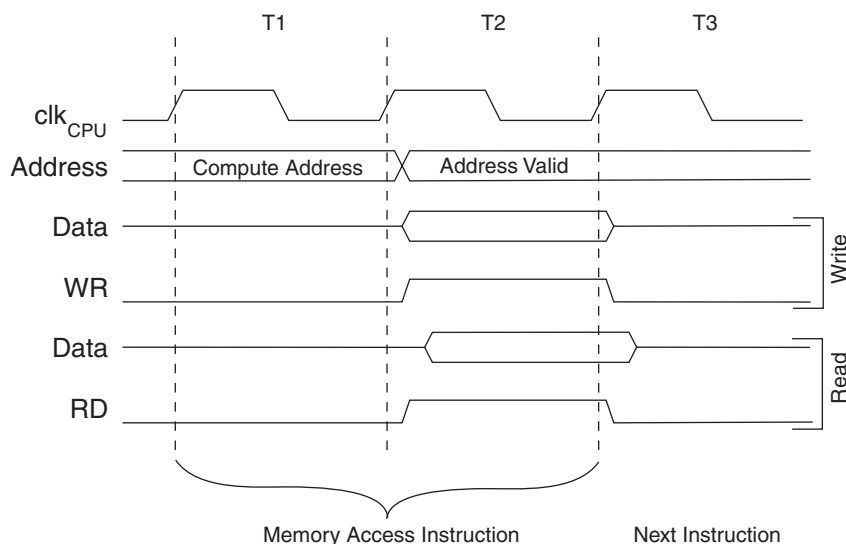 T1 T2 T3
clkCPU
Address Compute Address Address Valid
Data
WR
Write
Data
RD
Read
Memory Access Instruction Next Instruction